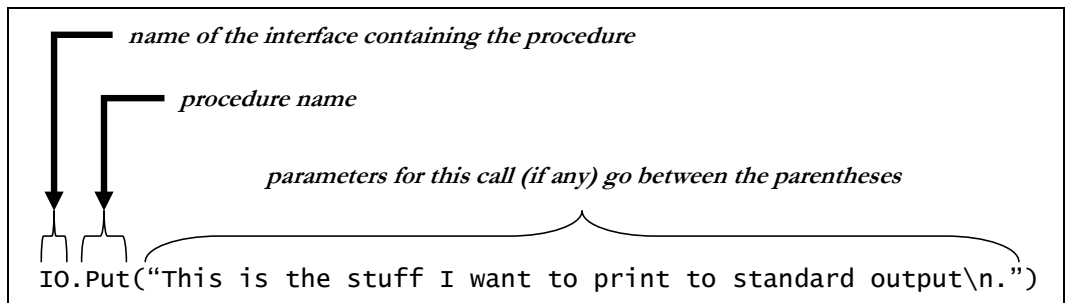 name of the interface containing the procedure
procedure name
parameters for this call (if any) go between the parentheses
IO.Put(“This is the stuff I want to print to standard output\n.”)